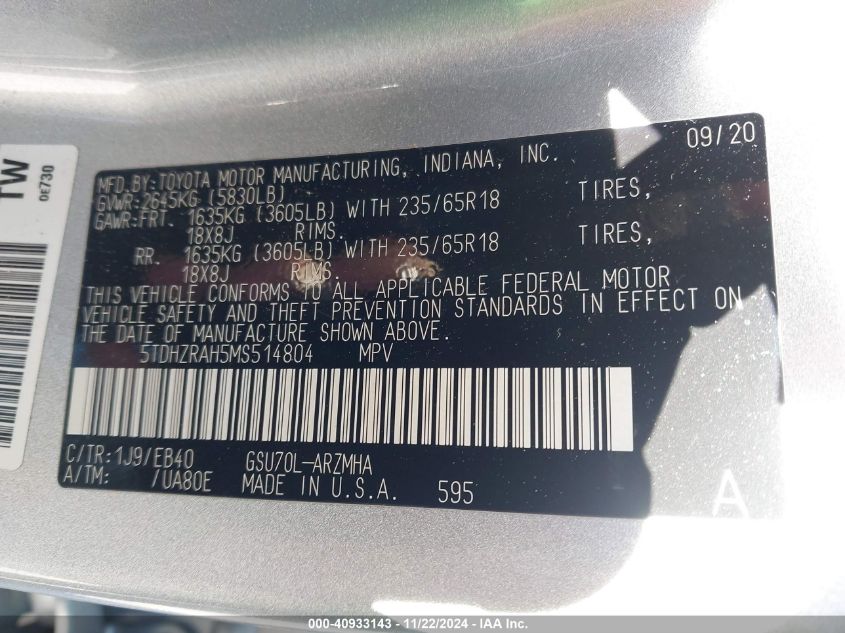 TW
0E730
09/20
MFD.BY:TOYOTA MOTOR MANUFACTURING, INDIANA, INC.
GVWR:2645KG (5830LB)
GAWR:FRT. 1635KG (3605LB) WITH 235/65R18 TIRES,
18X8J RIMS.
RR. 1635KG (3605LB) WITH 235/65R18 TIRES,
18X8J RIMS.
THIS VEHICLE CONFORMS TO ALL APPLICABLE FEDERAL MOTOR
VEHICLE SAFETY AND THEFT PREVENTION STANDARDS IN EFFECT ON
THE DATE OF MANUFACTURE SHOWN ABOVE.
5TDHZRAH5MS514804 MPV
C/TR:1J9/EB40 GSU70L-ARZMHA
A/TM: /UA80E MADE IN U.S.A. 595
A
000-40933143 - 11/22/2024 - IAA Inc.